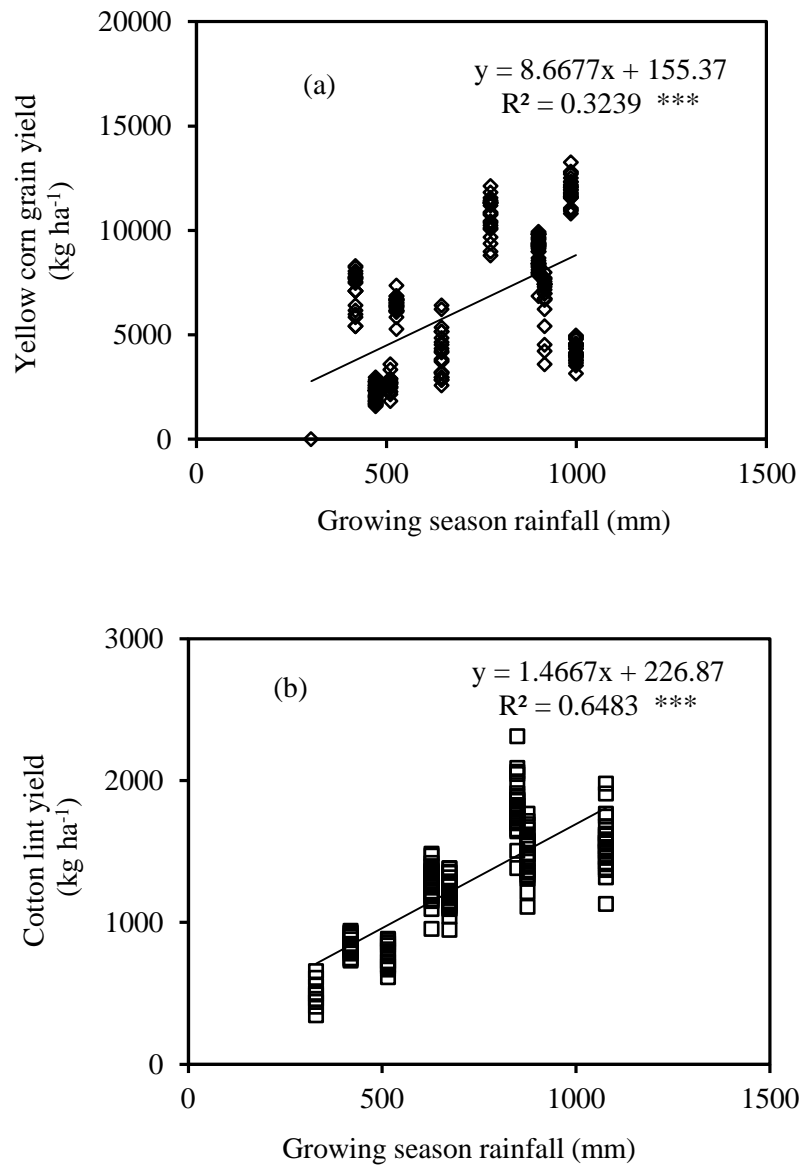 20000
y = 8.6677x + 155.37
(a)
R² = 0.3239 ***
15000
Yellow corn grain yield
(kg ha⁻¹)
10000
5000
0
0 500 1000 1500
Growing season rainfall (mm)
3000
y = 1.4667x + 226.87
(b)
R² = 0.6483 ***
2000
Cotton lint yield
(kg ha⁻¹)
1000
0
0 500 1000 1500
Growing season rainfall (mm)